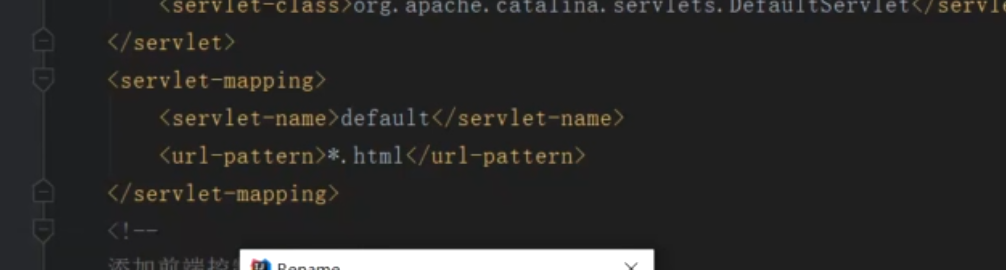 <servlet-class>org.apache.catalina.servlets.DefaultServlet</servle
</servlet>
<servlet-mapping>
<servlet-name>default</servlet-name>
<url-pattern>*.html</url-pattern>
</servlet-mapping>
<!--
添加前端控
Rename